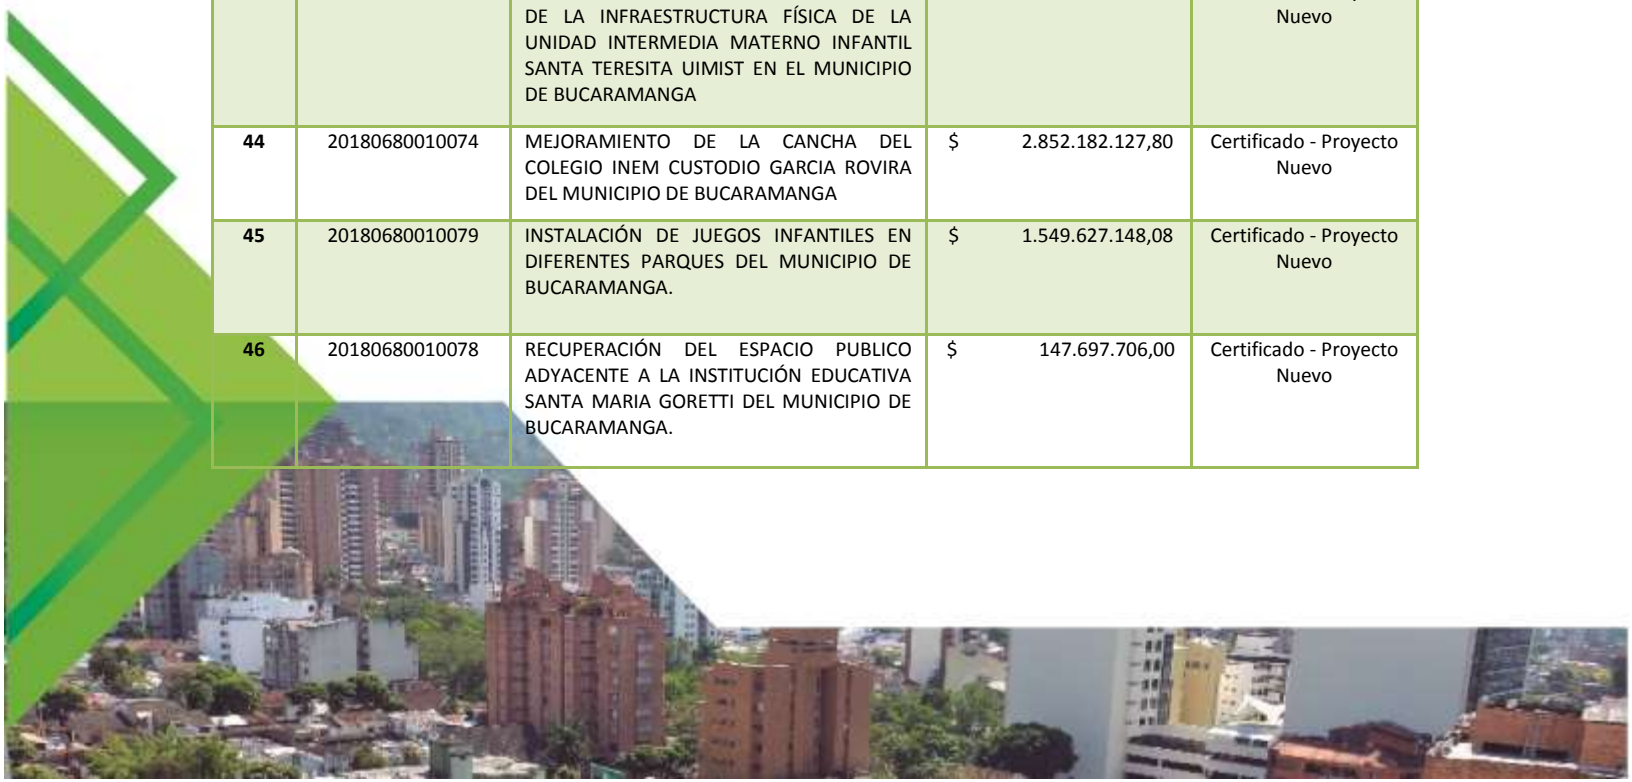 DE LA INFRAESTRUCTURA FÍSICA DE LA
UNIDAD INTERMEDIA MATERNO INFANTIL
SANTA TERESITA UIMIST EN EL MUNICIPIO
DE BUCARAMANGA
Nuevo
44 20180680010074 MEJORAMIENTO DE LA CANCHA DEL $ 2.852.182.127,80 Certificado - Proyecto
COLEGIO INEM CUSTODIO GARCIA ROVIRA Nuevo
DEL MUNICIPIO DE BUCARAMANGA
45 20180680010079 INSTALACIÓN DE JUEGOS INFANTILES EN $ 1.549.627.148,08 Certificado - Proyecto
DIFERENTES PARQUES DEL MUNICIPIO DE Nuevo
BUCARAMANGA.
46 20180680010078 RECUPERACIÓN DEL ESPACIO PUBLICO $ 147.697.706,00 Certificado - Proyecto
ADYACENTE A LA INSTITUCIÓN EDUCATIVA Nuevo
SANTA MARIA GORETTI DEL MUNICIPIO DE
BUCARAMANGA.